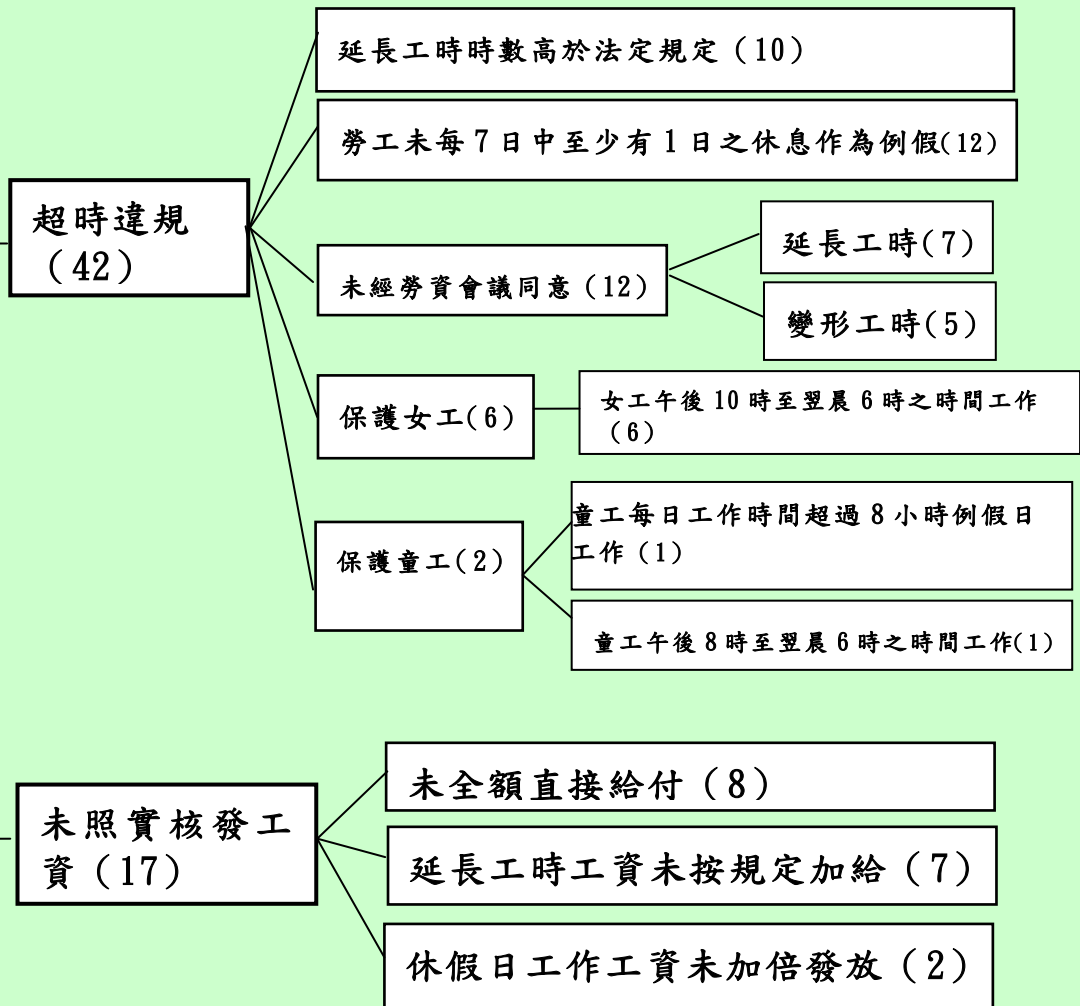 延長工時時數高於法定規定（10）
勞工未每7日中至少有1日之休息作為例假(12)
超時違規
（42）
未經勞資會議同意（12）
延長工時(7)
變形工時(5)
保護女工(6)
女工午後10時至翌晨6時之時間工作
（6）
保護童工(2)
童工每日工作時間超過8小時例假日
工作（1）
童工午後8時至翌晨6時之時間工作(1)
未照實核發工
資（17）
未全額直接給付（8）
延長工時工資未按規定加給（7）
休假日工作工資未加倍發放（2）